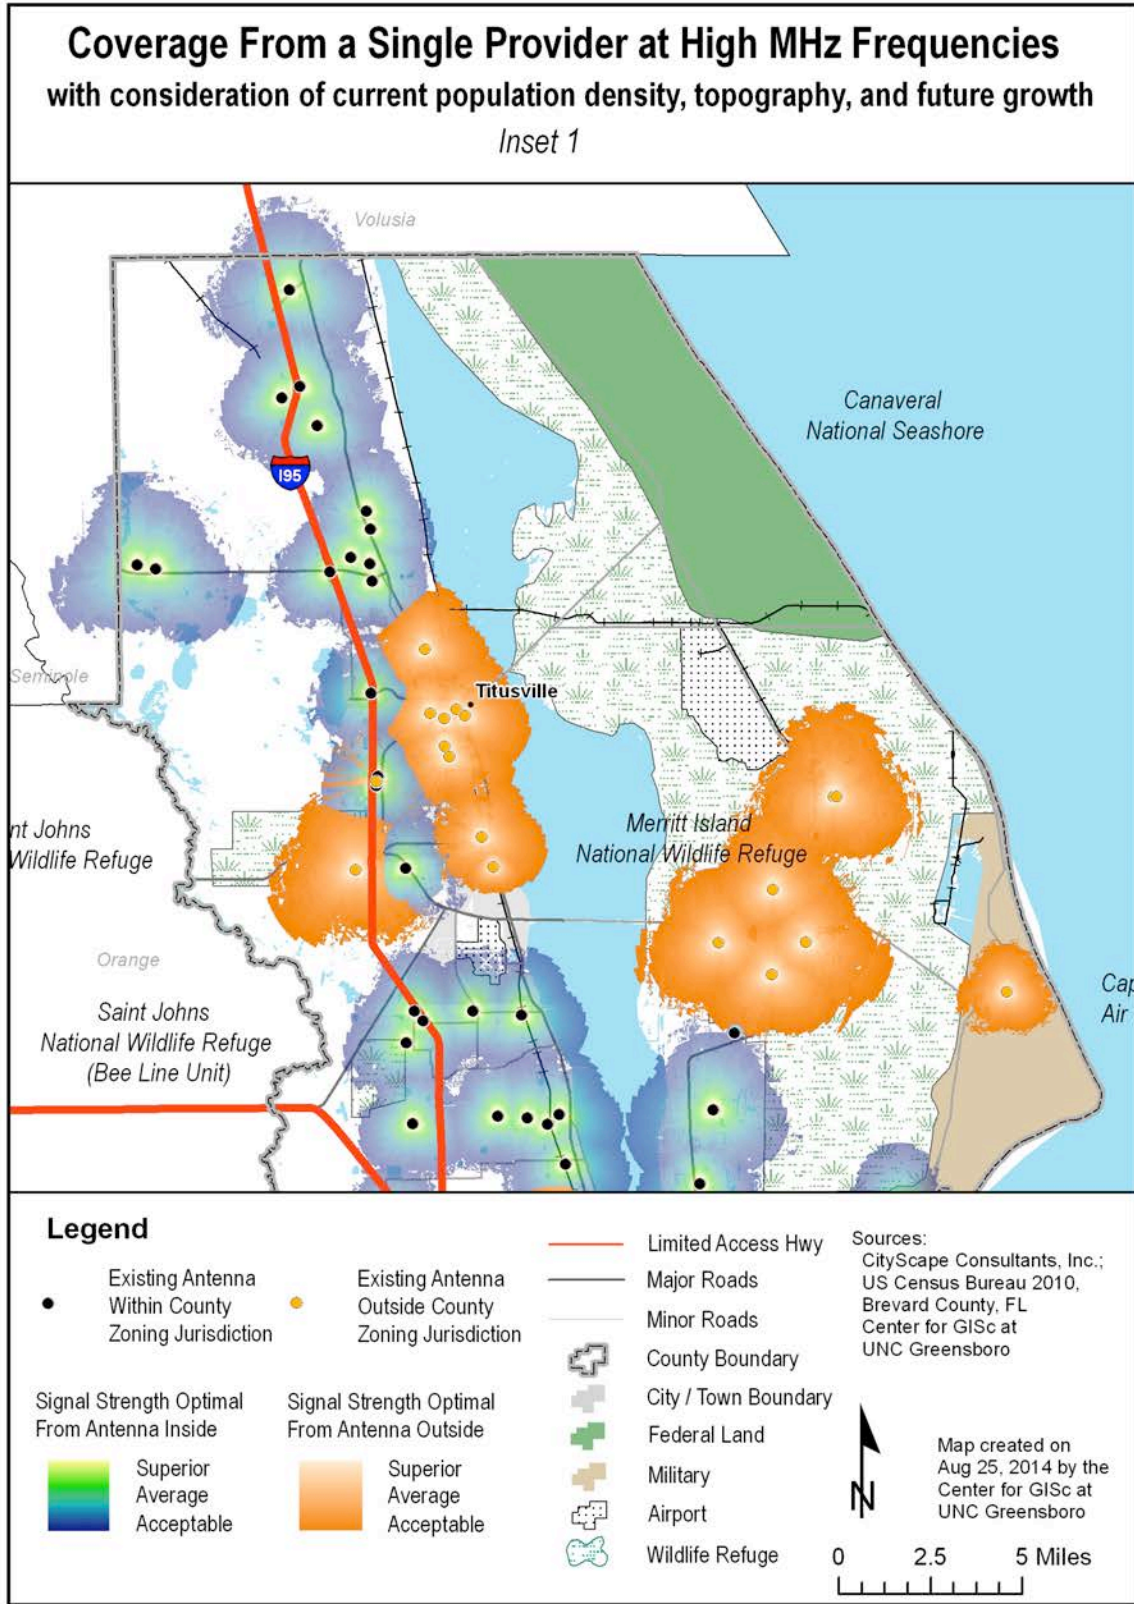 Coverage From a Single Provider at High MHz Frequencies
with consideration of current population density, topography, and future growth
Inset 1
Volusia
Canaveral
National Seashore
195
Seminole
Titusville
nt Johns
Wildlife Refuge
Merritt Island
National Wildlife Refuge
Orange
Saint Johns
National Wildlife Refuge
(Bee Line Unit)
Cap
Air
Legend
Existing Antenna
Within County
Zoning Jurisdiction
Existing Antenna
Outside County
Zoning Jurisdiction
Signal Strength Optimal
From Antenna Inside
Superior
Average
Acceptable
Signal Strength Optimal
From Antenna Outside
Superior
Average
Acceptable
Limited Access Hwy
Major Roads
Minor Roads
County Boundary
City / Town Boundary
Federal Land
Military
Airport
Wildlife Refuge
Sources:
CityScape Consultants, Inc.;
US Census Bureau 2010,
Brevard County, FL
Center for GISc at
UNC Greensboro
N
Map created on
Aug 25, 2014 by the
Center for GISc at
UNC Greensboro
0 2.5 5 Miles